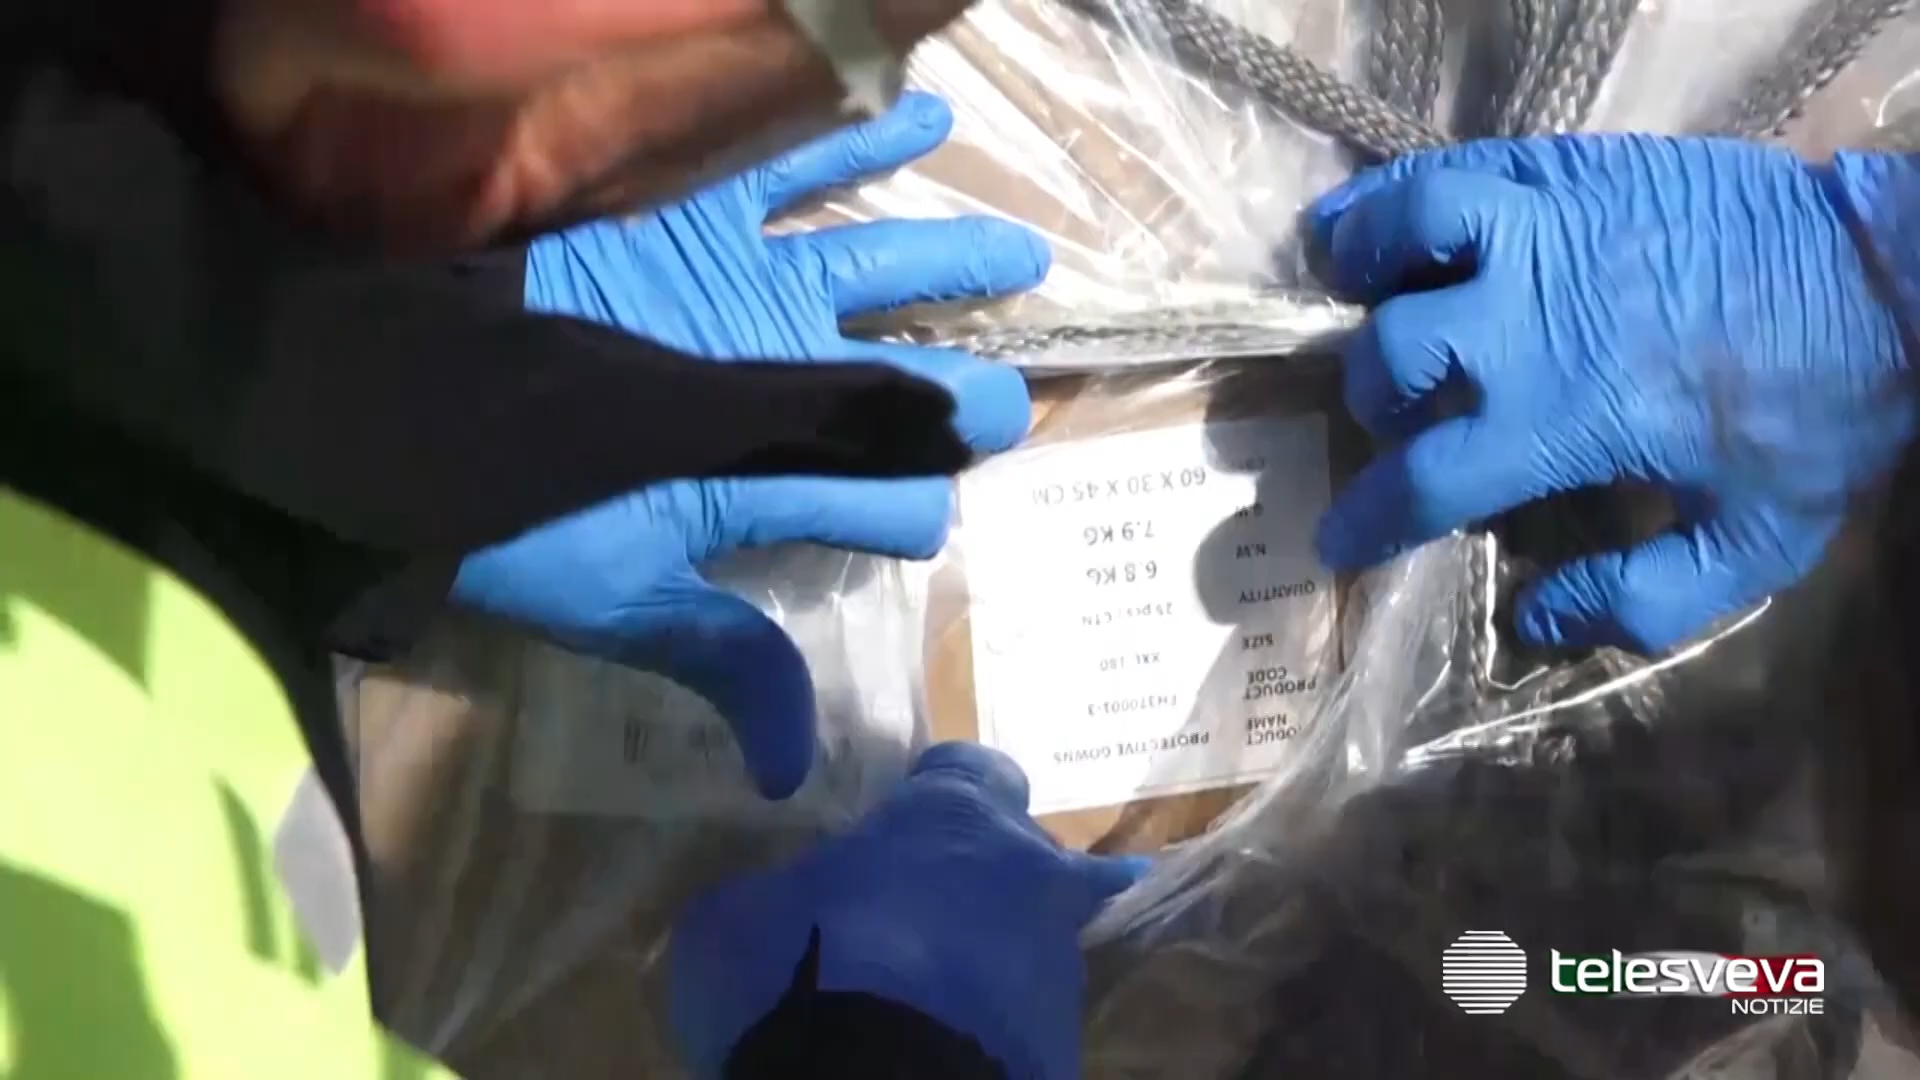 PRODUCT NAME PROTECTIVE GOWNS
PRODUCT CODE FH370001-3
SIZE XXL 180
QUANTITY 25 pcs / CTN
N.W 6.8 KG
G.W 7.9 KG
60 X 30 X 45 CM
telesveva
NOTIZIE